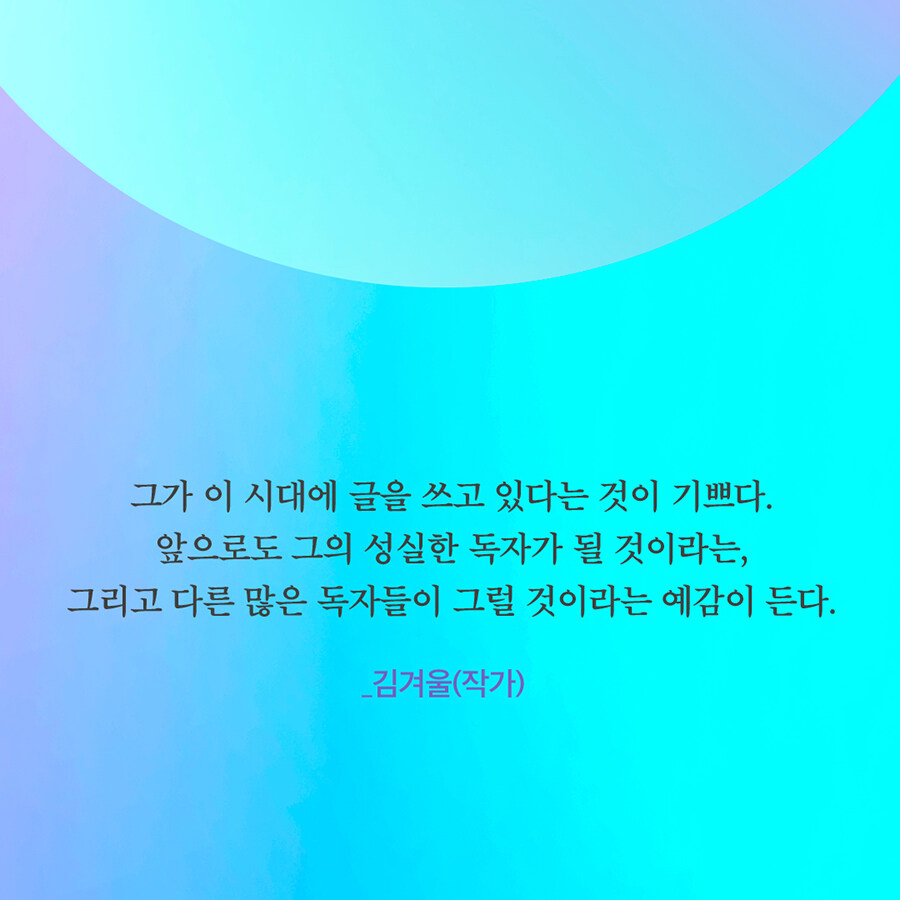 그가 이 시대에 글을 쓰고 있다는 것이 기쁘다.
앞으로도 그의 성실한 독자가 될 것이라는,
그리고 다른 많은 독자들이 그럴 것이라는 예감이 든다.
_김겨울(작가)